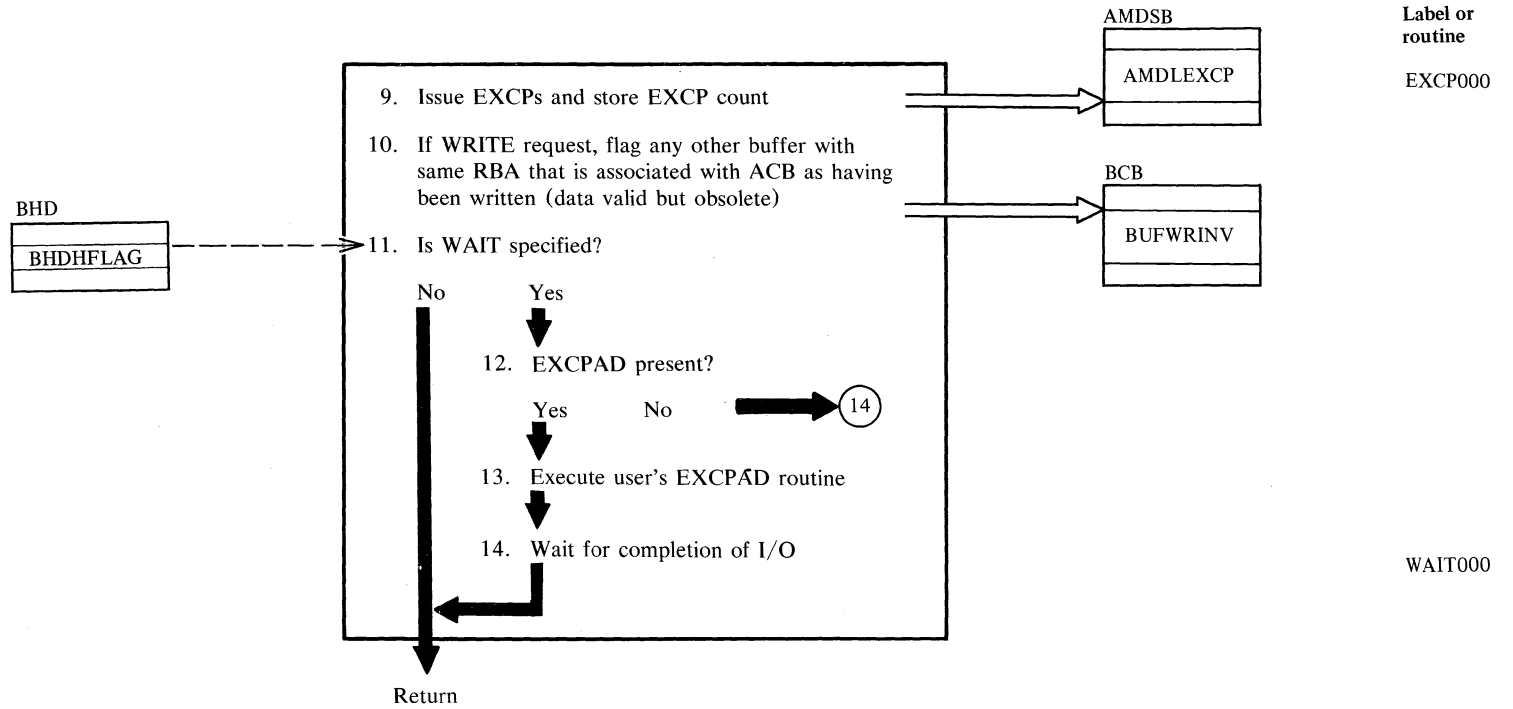 AMDSB
Label or
routine
AMDLEXCP
EXCP000
9. Issue EXCPs and store EXCP count
10. If WRITE request, flag any other buffer with
same RBA that is associated with ACB as having
been written (data valid but obsolete)
BCB
BUFWRINV
BHD
BHDHFLAG
11. Is WAIT specified?
No Yes
12. EXCPAD present?
Yes No 14
13. Execute user's EXCPAD routine
14. Wait for completion of I/O
WAIT000
Return